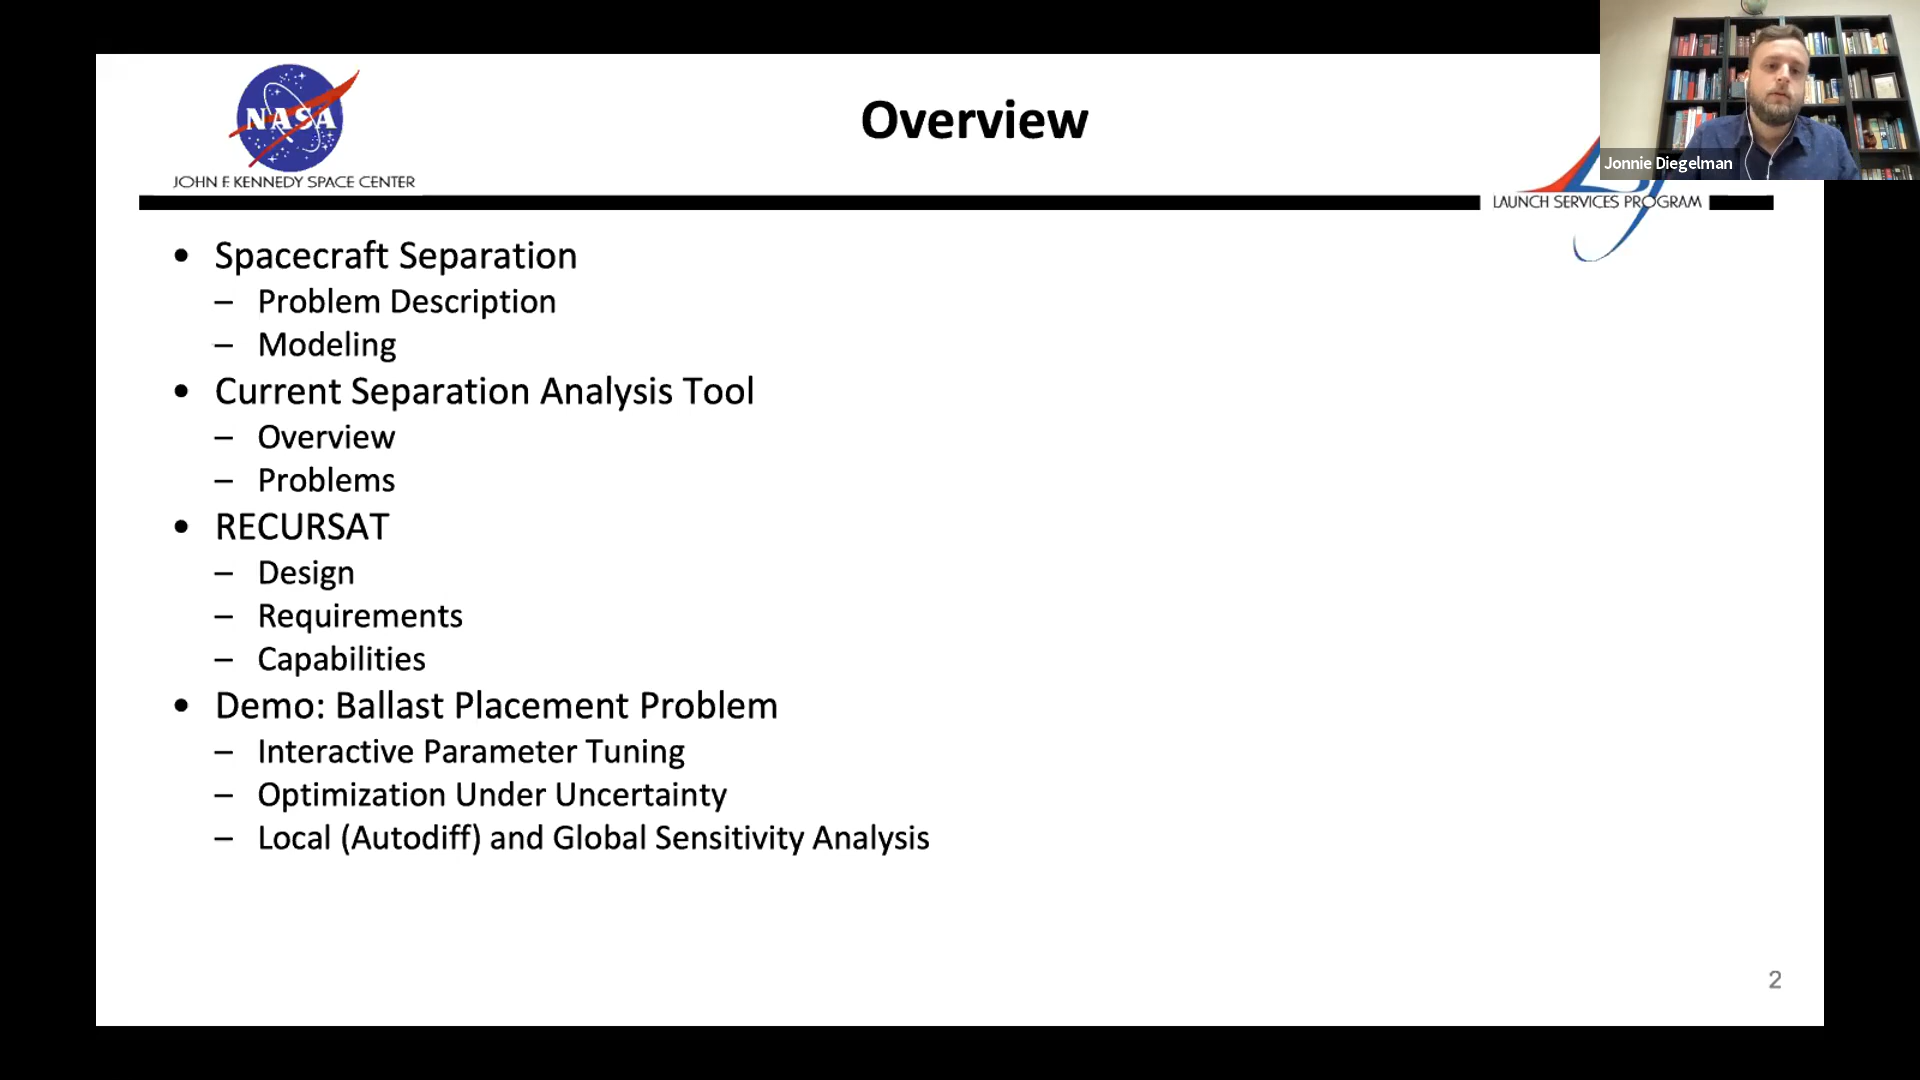 NASA
JOHN F. KENNEDY SPACE CENTER
Overview
Jonnie Diegelman
LAUNCH SERVICES PROGRAM
• Spacecraft Separation
– Problem Description
– Modeling
• Current Separation Analysis Tool
– Overview
– Problems
• RECURSAT
– Design
– Requirements
– Capabilities
• Demo: Ballast Placement Problem
– Interactive Parameter Tuning
– Optimization Under Uncertainty
– Local (Autodiff) and Global Sensitivity Analysis
2